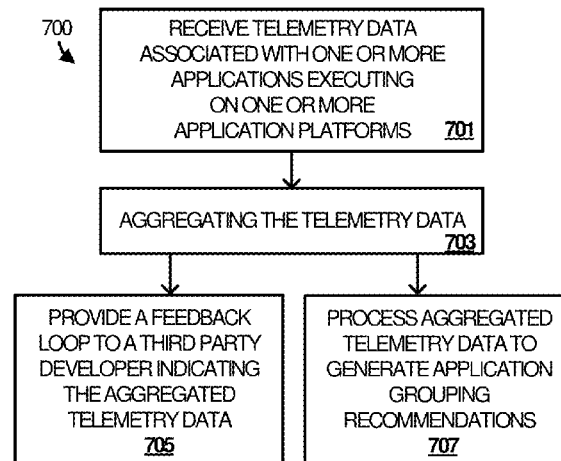 700
RECEIVE TELEMETRY DATA
ASSOCIATED WITH ONE OR MORE
APPLICATIONS EXECUTING
ON ONE OR MORE
APPLICATION PLATFORMS
701
AGGREGATING THE TELEMETRY DATA
703
PROVIDE A FEEDBACK
LOOP TO A THIRD PARTY
DEVELOPER INDICATING
THE AGGREGATED
TELEMETRY DATA
705
PROCESS AGGREGATED
TELEMETRY DATA TO
GENERATE APPLICATION
GROUPING
RECOMMENDATIONS
707